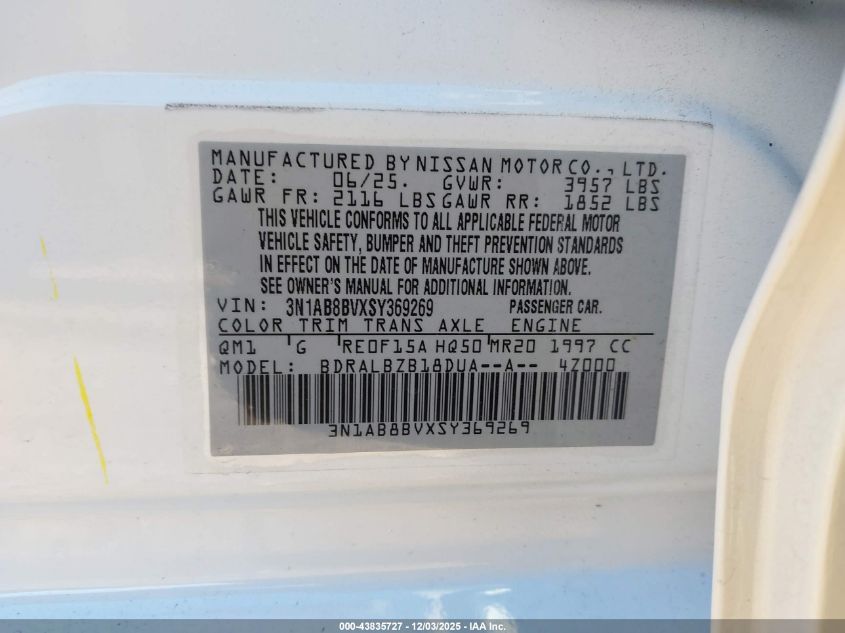 MANUFACTURED BY NISSAN MOTOR CO., LTD.
DATE: 06/25. GVWR: 3957 LBS
GAWR FR: 2116 LBS GAWR RR: 1852 LBS
THIS VEHICLE CONFORMS TO ALL APPLICABLE FEDERAL MOTOR
VEHICLE SAFETY, BUMPER AND THEFT PREVENTION STANDARDS
IN EFFECT ON THE DATE OF MANUFACTURE SHOWN ABOVE.
SEE OWNER'S MANUAL FOR ADDITIONAL INFORMATION.
VIN: 3N1AB8BVXSY369269 PASSENGER CAR.
COLOR TRIM TRANS AXLE ENGINE
QM1 'G 'RE0F15A HQ50'MR20 1997 CC
MODEL: BDRALBZB18DUA--A-- 4Z000
3N1AB8BVXSY369269
000-43835727 - 12/03/2025 - IAA Inc.